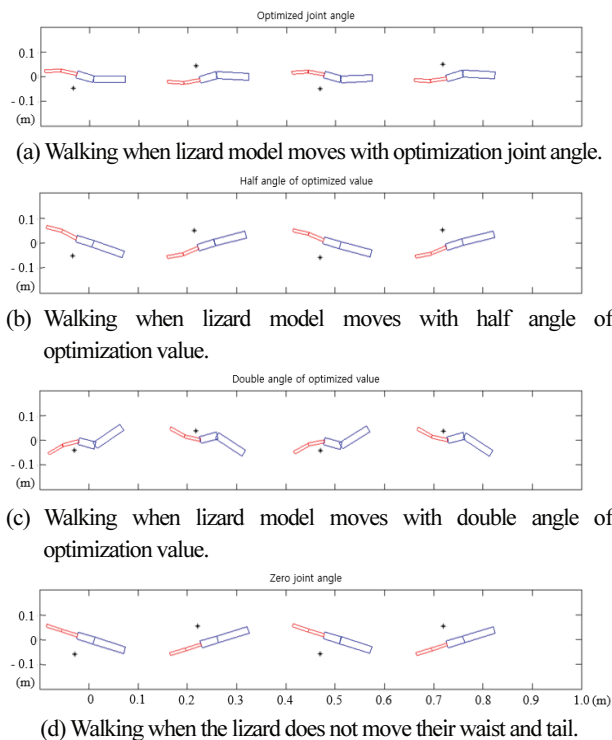 Optimized joint angle
0.1
0
- 0.1
(m)
(a) Walking when lizard model moves with optimization joint angle.
Half angle of optimized value
0.1
0
- 0.1
(m)
(b) Walking when lizard model moves with half angle of
optimization value.
Double angle of optimized value
0.1
0
- 0.1
(m)
(c) Walking when lizard model moves with double angle of
optimization value.
Zero joint angle
0.1
0
- 0.1
(m)
0 0.1 0.2 0.3 0.4 0.5 0.6 0.7 0.8 0.9 1.0 (m)
(d) Walking when the lizard does not move their waist and tail.